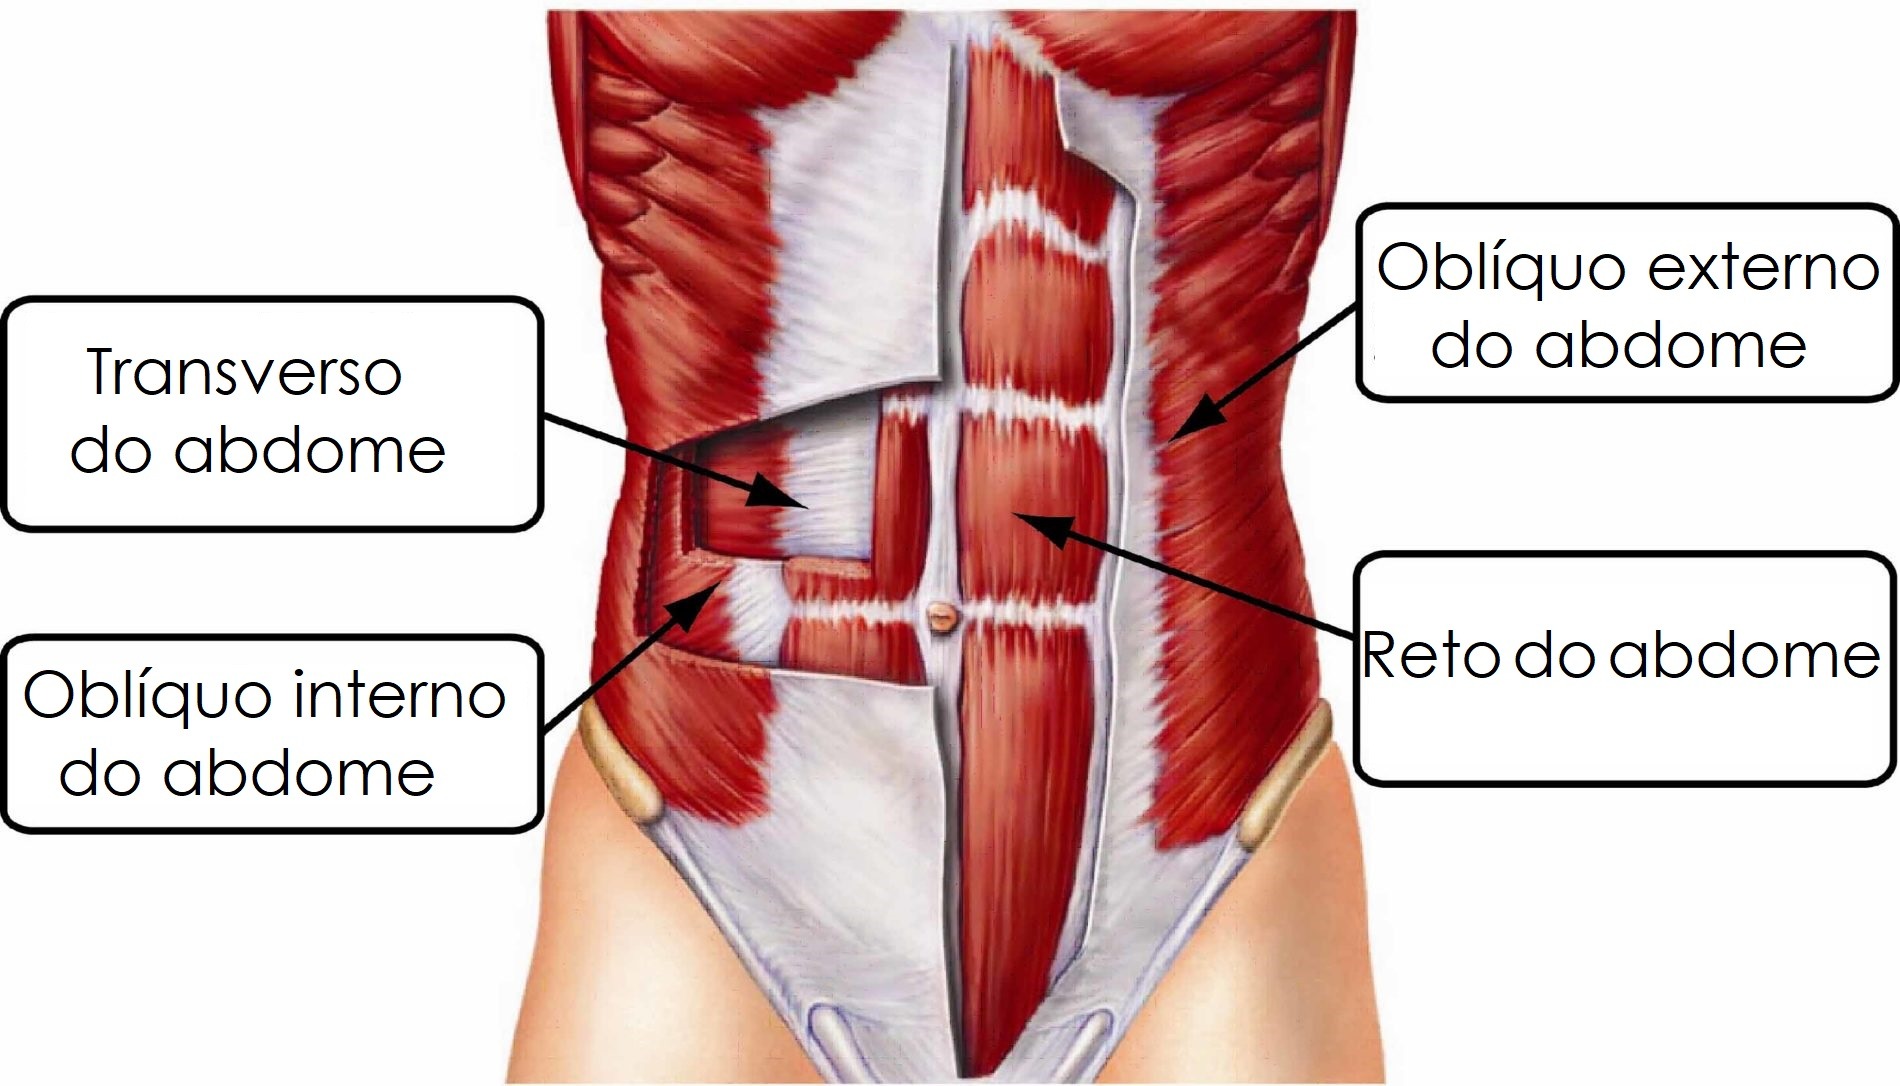 Transverso
do abdome
Oblíquo interno
do abdome
Oblíquo externo
do abdome
Reto do abdome